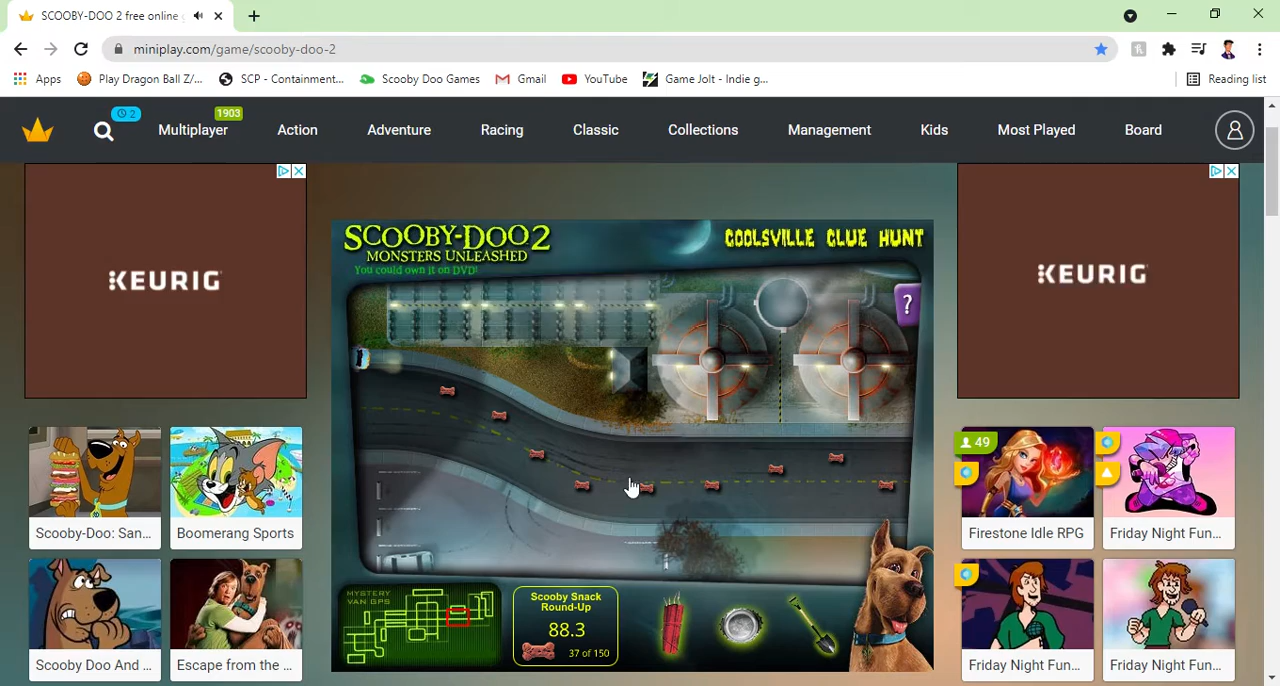 SCOOBY-DOO 2 free online g
miniplay.com/game/scooby-doo-2
Apps
Play Dragon Ball Z/...
SCP - Containment...
Scooby Doo Games
Gmail
YouTube
Game Jolt - Indie g...
Reading list
2
1903
Multiplayer
Action
Adventure
Racing
Classic
Collections
Management
Kids
Most Played
Board
KEURIG
SCOOBY-DOO2
MONSTERS UNLEASHED
You could own it on DVD!
COOLSVILLE CLUE HUNT
?
KEURIG
Scooby-Doo: San...
Boomerang Sports
Scooby Doo And ...
Escape from the ...
MYSTERY
VAN GPS
Scooby Snack
Round-Up
88.3
37 of 150
49
Firestone Idle RPG
Friday Night Fun...
Friday Night Fun...
Friday Night Fun...